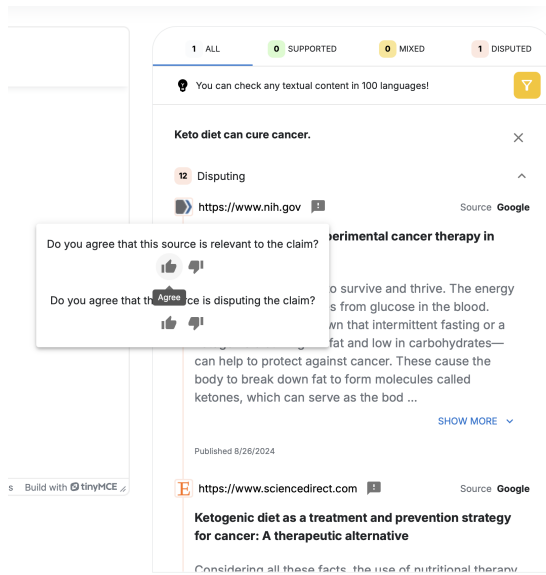 1 ALL
0 SUPPORTED
0 MIXED
1 DISPUTED
You can check any textual content in 100 languages!
Keto diet can cure cancer.
12 Disputing
https://www.nih.gov
Source Google
perimental cancer therapy in
Do you agree that this source is relevant to the claim?
Agree
Do you agree that th ce is disputing the claim?
o survive and thrive. The energy
s from glucose in the blood.
wn that intermittent fasting or a
fat and low in carbohydrates—
can help to protect against cancer. These cause the
body to break down fat to form molecules called
ketones, which can serve as the bod ...
SHOW MORE
Published 8/26/2024
s Build with tinyMCE
https://www.sciencedirect.com
Source Google
Ketogenic diet as a treatment and prevention strategy
for cancer: A therapeutic alternative
Considering all these facts, the use of nutritional therapy